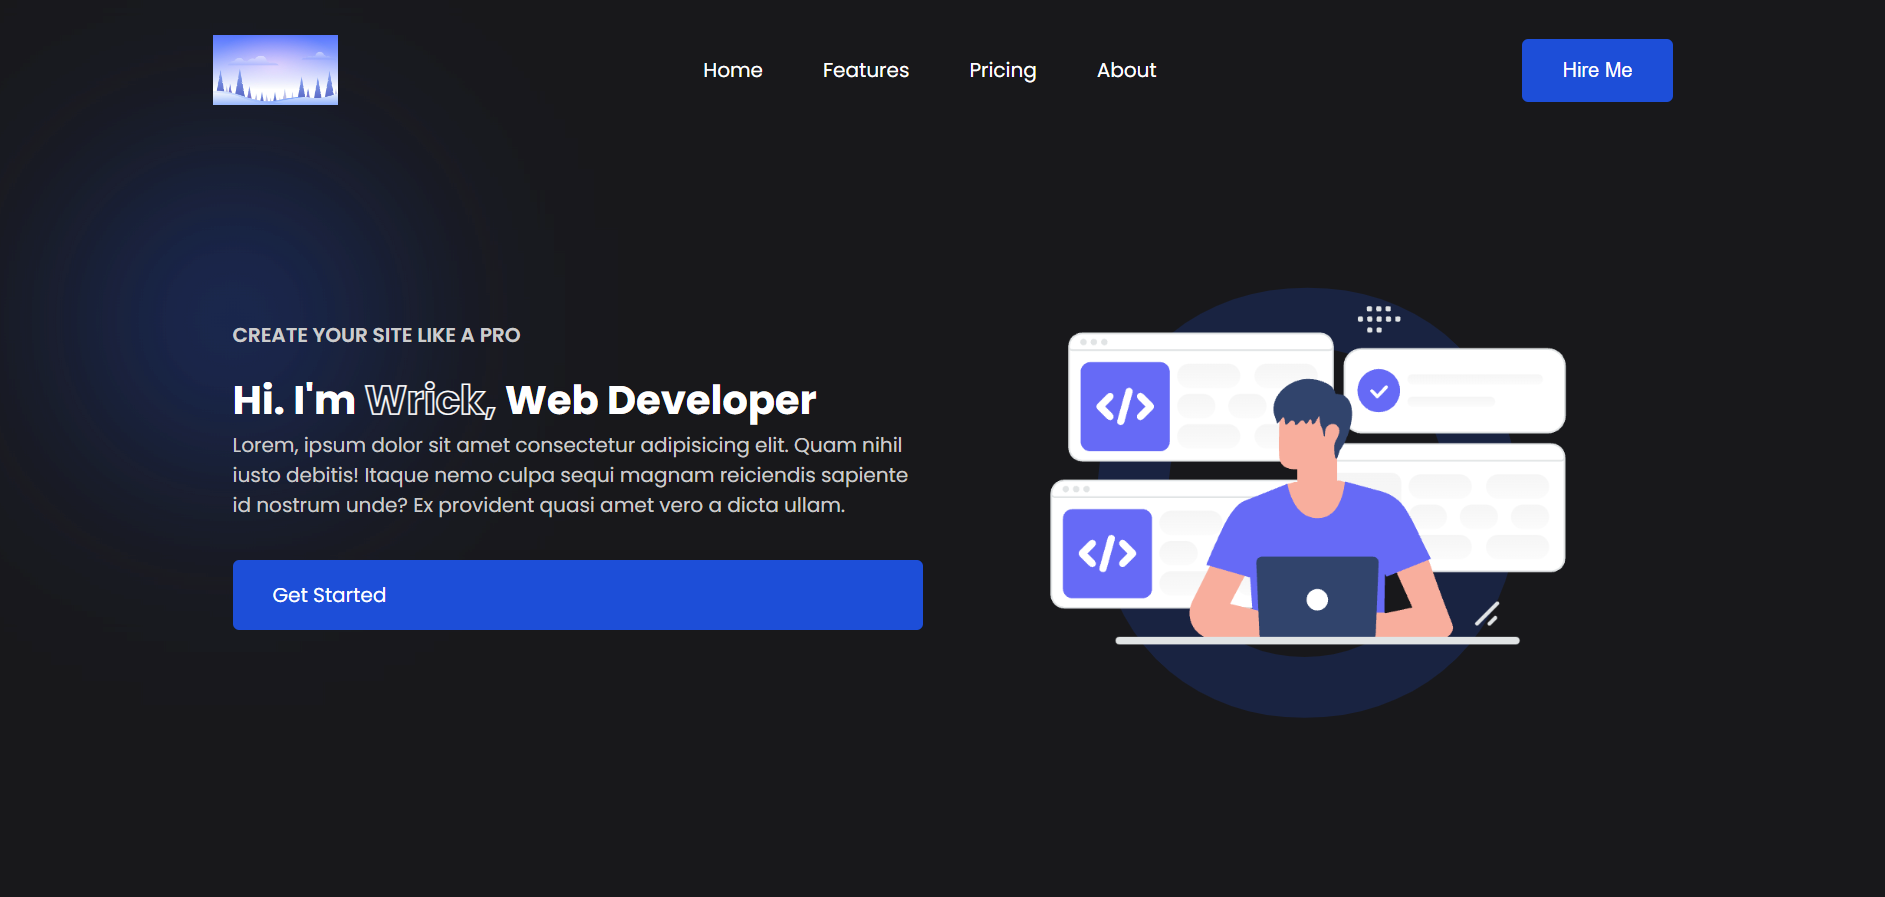 Home Features Pricing About Hire Me
CREATE YOUR SITE LIKE A PRO
Hi. I'm Wrick, Web Developer
Lorem, ipsum dolor sit amet consectetur adipisicing elit. Quam nihil
iusto debitis! Itaque nemo culpa sequi magnam reiciendis sapiente
id nostrum unde? Ex provident quasi amet vero a dicta ullam.
Get Started